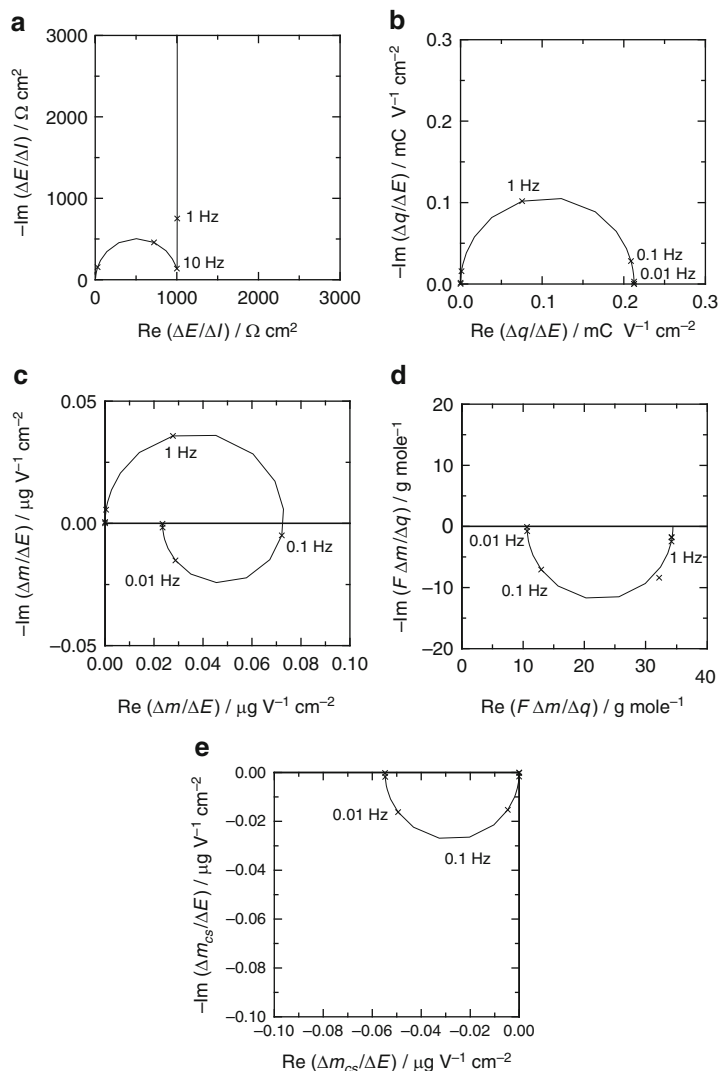 a
3000
2000
1000
0
0 1000 2000 3000
–Im (ΔE/ΔI) / Ω cm²
Re (ΔE/ΔI) / Ω cm²
1 Hz
10 Hz
b
0.3
0.2
0.1
0.0
0.0 0.1 0.2 0.3
–Im (Δq/ΔE) / mC V⁻¹ cm⁻²
Re (Δq/ΔE) / mC V⁻¹ cm⁻²
1 Hz
0.1 Hz
0.01 Hz
c
0.05
0.00
–0.05
0.00 0.02 0.04 0.06 0.08 0.10
–Im (Δm/ΔE) / μg V⁻¹ cm⁻²
Re (Δm/ΔE) / μg V⁻¹ cm⁻²
1 Hz
0.1 Hz
0.01 Hz
d
20
10
0
–10
–20
0 10 20 30 40
–Im (F Δm/Δq) / g mole⁻¹
Re (F Δm/Δq) / g mole⁻¹
0.01 Hz
1 Hz
0.1 Hz
e
0.00
–0.02
–0.04
–0.06
–0.08
–0.10
–0.10 –0.08 –0.06 –0.04 –0.02 0.00
–Im (Δmcs/ΔE) / μg V⁻¹ cm⁻²
Re (Δmcs/ΔE) / μg V⁻¹ cm⁻²
0.01 Hz
0.1 Hz